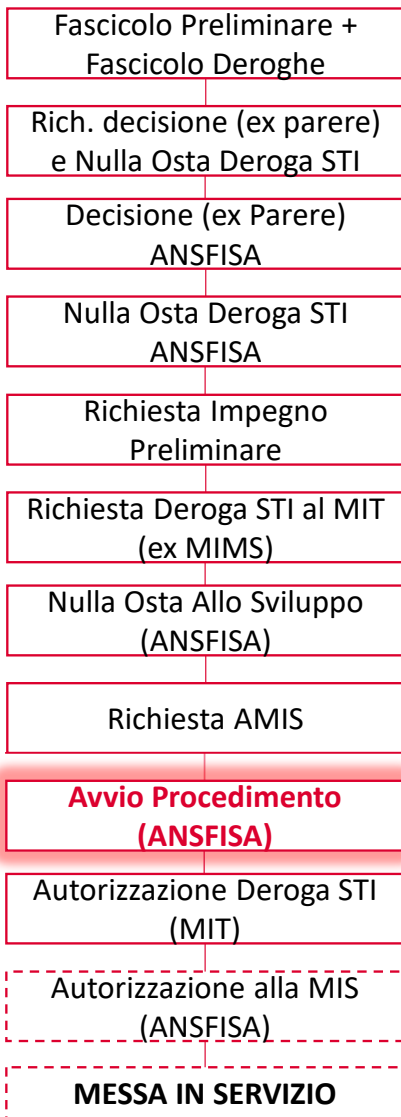 Fascicolo Preliminare +
Fascicolo Deroghe
Rich. decisione (ex parere)
e Nulla Osta Deroga STI
Decisione (ex Parere)
ANSFISA
Nulla Osta Deroga STI
ANSFISA
Richiesta Impegno
Preliminare
Richiesta Deroga STI al MIT
(ex MIMS)
Nulla Osta Allo Sviluppo
(ANSFISA)
Richiesta AMIS
Avvio Procedimento
(ANSFISA)
Autorizzazione Deroga STI
(MIT)
Autorizzazione alla MIS
(ANSFISA)
MESSA IN SERVIZIO